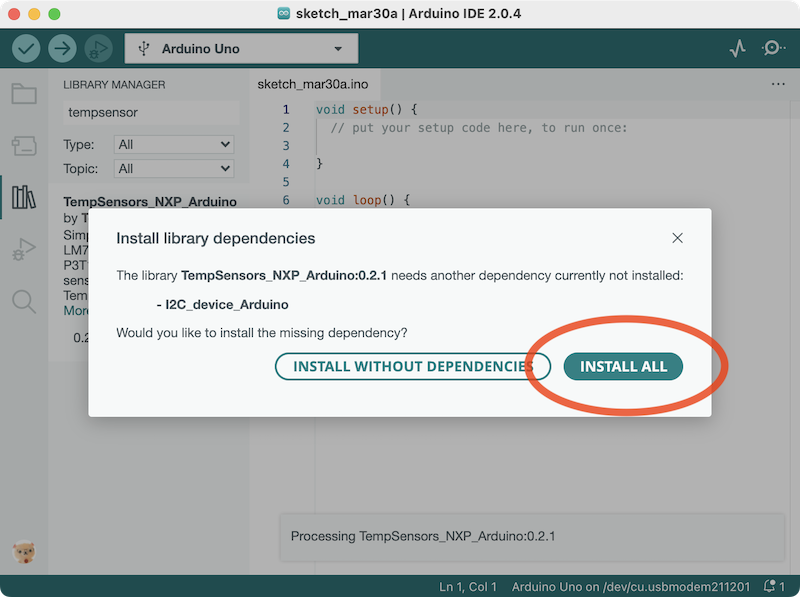 sketch_mar30a | Arduino IDE 2.0.4
Arduino Uno
LIBRARY MANAGER
tempsensor
Type: All
Topic: All
TempSensors_NXP_Arduino
by
LM7
P3T
sens
Tem
More
0.2
sketch_mar30a.ino
...
1 void setup() {
2 // put your setup code here, to run once:
3
4 }
5
6 void loop() {
Install library dependencies
The library TempSensors_NXP_Arduino:0.2.1 needs another dependency currently not installed:
- I2C_device_Arduino
Would you like to install the missing dependency?
INSTALL WITHOUT DEPENDENCIES
INSTALL ALL
Processing TempSensors_NXP_Arduino:0.2.1
Ln 1, Col 1 Arduino Uno on /dev/cu.usbmodem211201 1